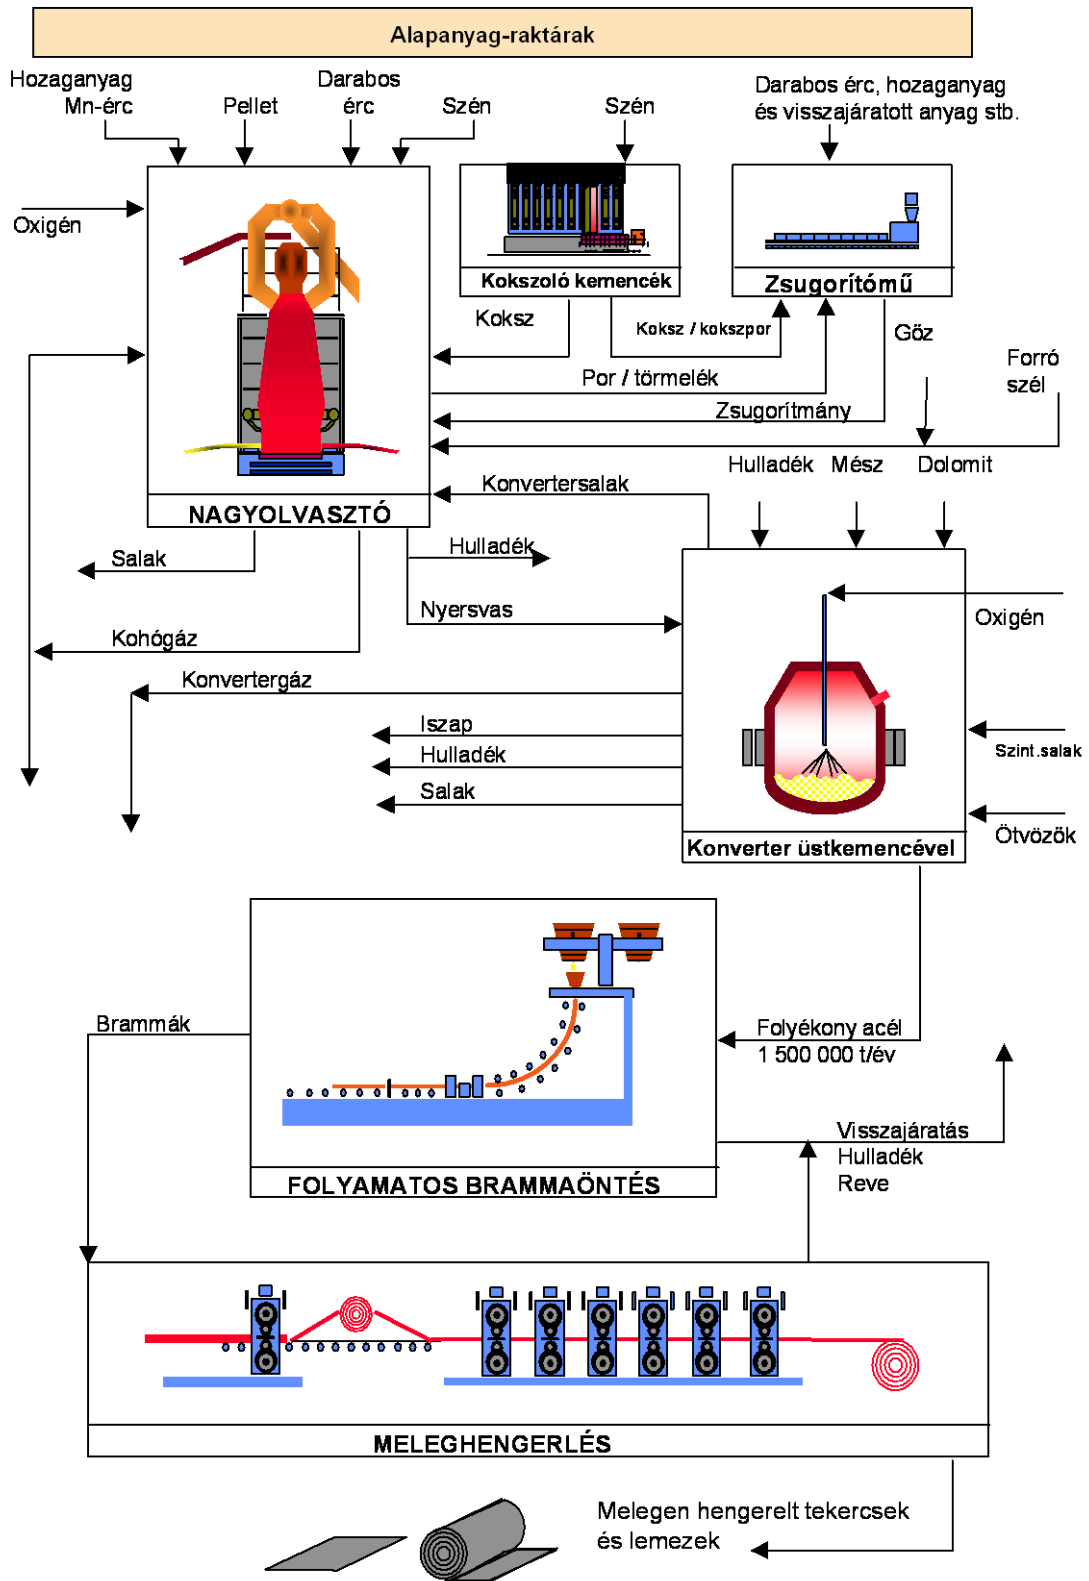 Alapanyag-raktárak
Hozaganyag
Mn-érc
Pellet
Darabos
érc
Szén
Szén
Darabos érc, hozaganyag
és visszajáratott anyag stb.
Oxigén
Kokszoló kemencék
Zsugorítómű
Koksz
Koksz / kokszpor
Gőz
Forró
szél
Por / törmelék
Zsugorítmány
Hulladék
Mész
Dolomit
Konvertersalak
NAGYOLVASZTÓ
Salak
Hulladék
Nyersvas
Oxigén
Kohógáz
Konvertergáz
Iszap
Hulladék
Szint.salak
Salak
Ötvözők
Konverter üstkemencével
Brammák
Folyékony acél
1 500 000 t/év
Visszajáratás
Hulladék
Reve
FOLYAMATOS BRAMMAÖNTÉS
MELEGHENGERLÉS
Melegen hengerelt tekercsek
és lemezek